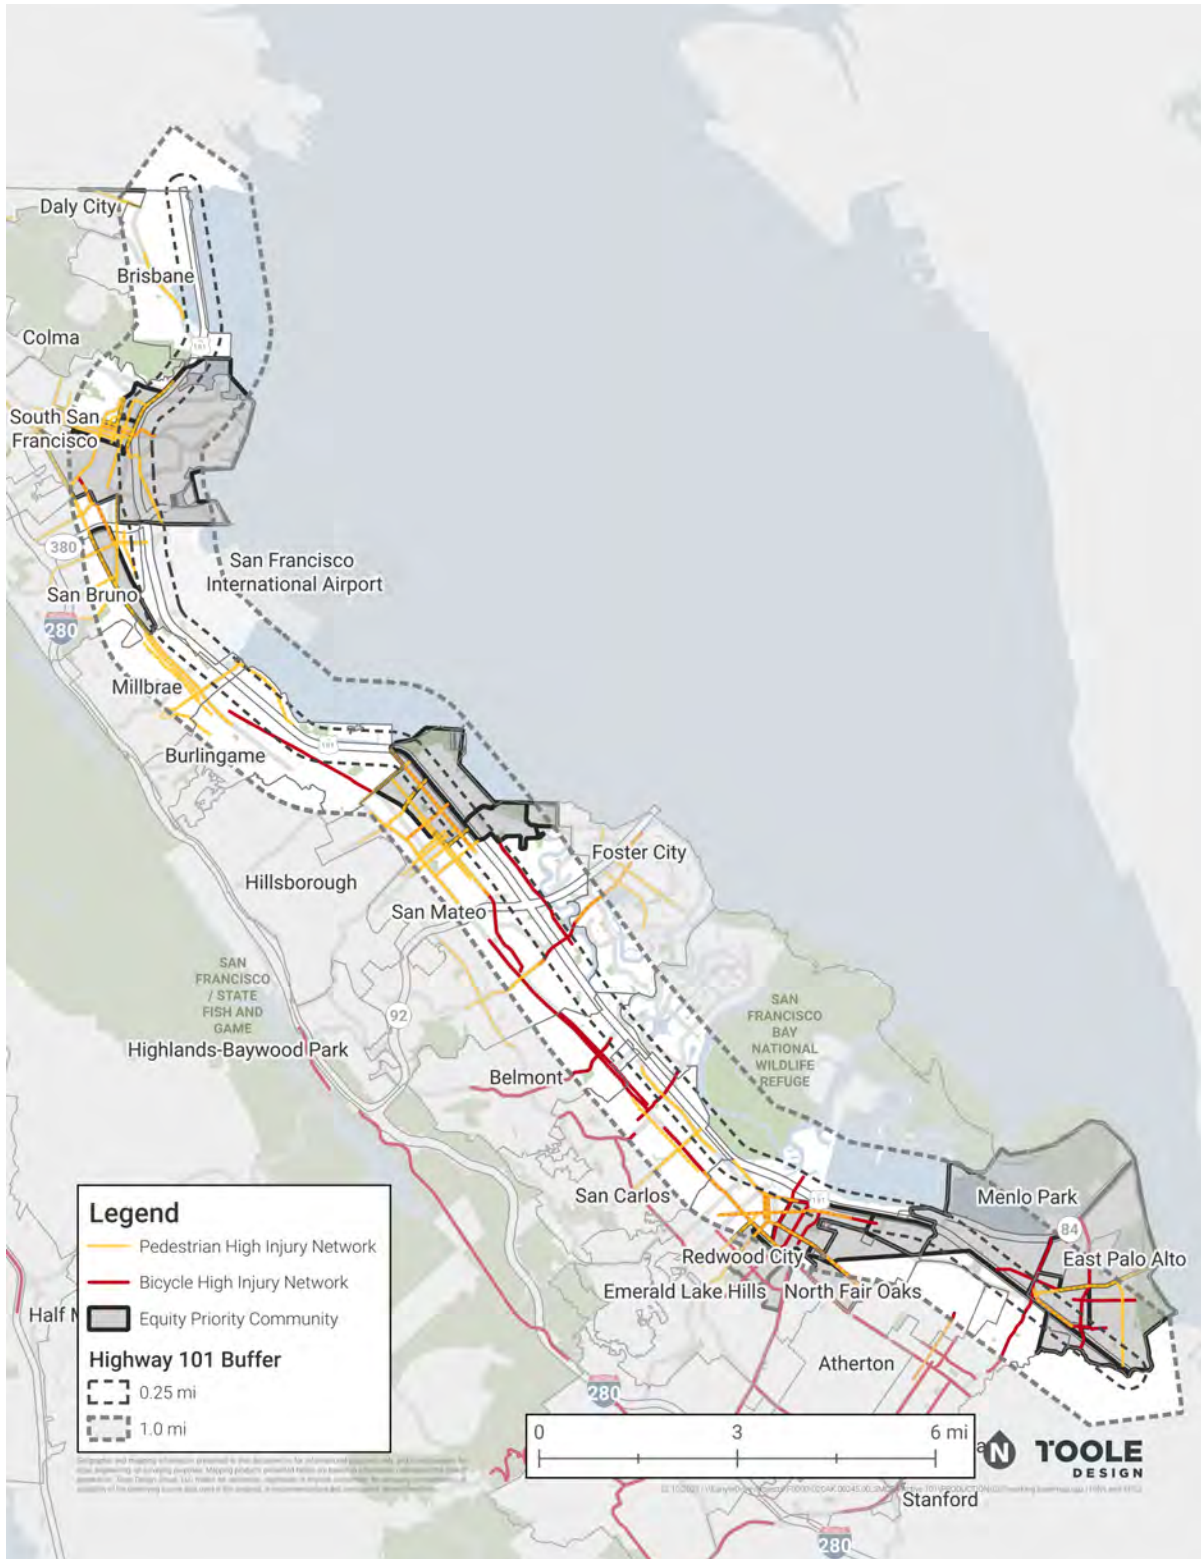 Daly City
Brisbane
Colma
101
South San
Francisco
380
San Francisco
International Airport
San Bruno
280
Millbrae
101
Burlingame
Foster City
Hillsborough
San Mateo
SAN
FRANCISCO
/ STATE
FISH AND
GAME
92
SAN
FRANCISCO
BAY
NATIONAL
WILDLIFE
REFUGE
Highlands-Baywood Park
Belmont
San Carlos
101
Menlo Park
84
Redwood City
East Palo Alto
Emerald Lake Hills
North Fair Oaks
Half
Atherton
280
Legend
Pedestrian High Injury Network
Bicycle High Injury Network
Equity Priority Community
Highway 101 Buffer
0.25 mi
1.0 mi
0 3 6 mi
N
TOOLE
DESIGN
Stanford
280